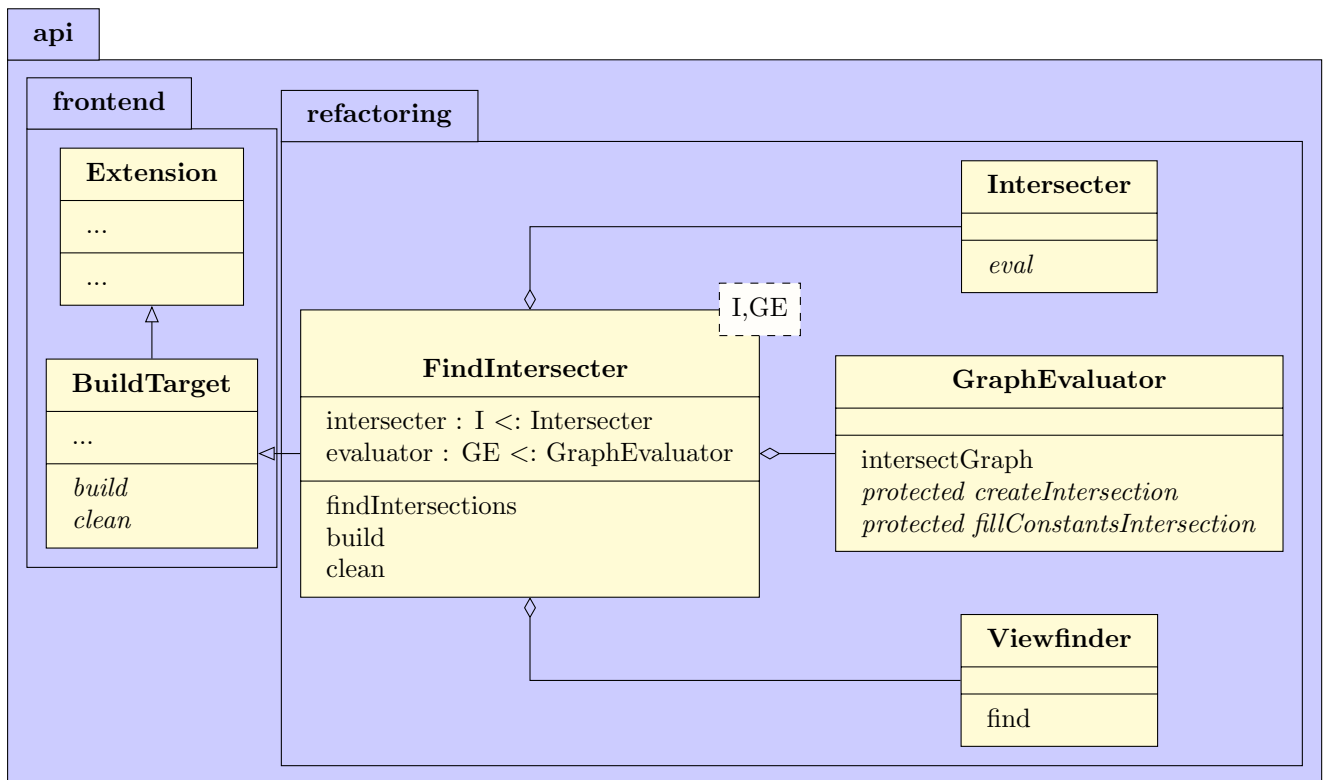 api
frontend
Extension
...
...
BuildTarget
...
build
clean
refactoring
I,GE
FindIntersecter
intersecter : I <: Intersecter
evaluator : GE <: GraphEvaluator
findIntersections
build
clean
Intersecter
eval
GraphEvaluator
intersectGraph
protected createIntersection
protected fillConstantsIntersection
Viewfinder
find